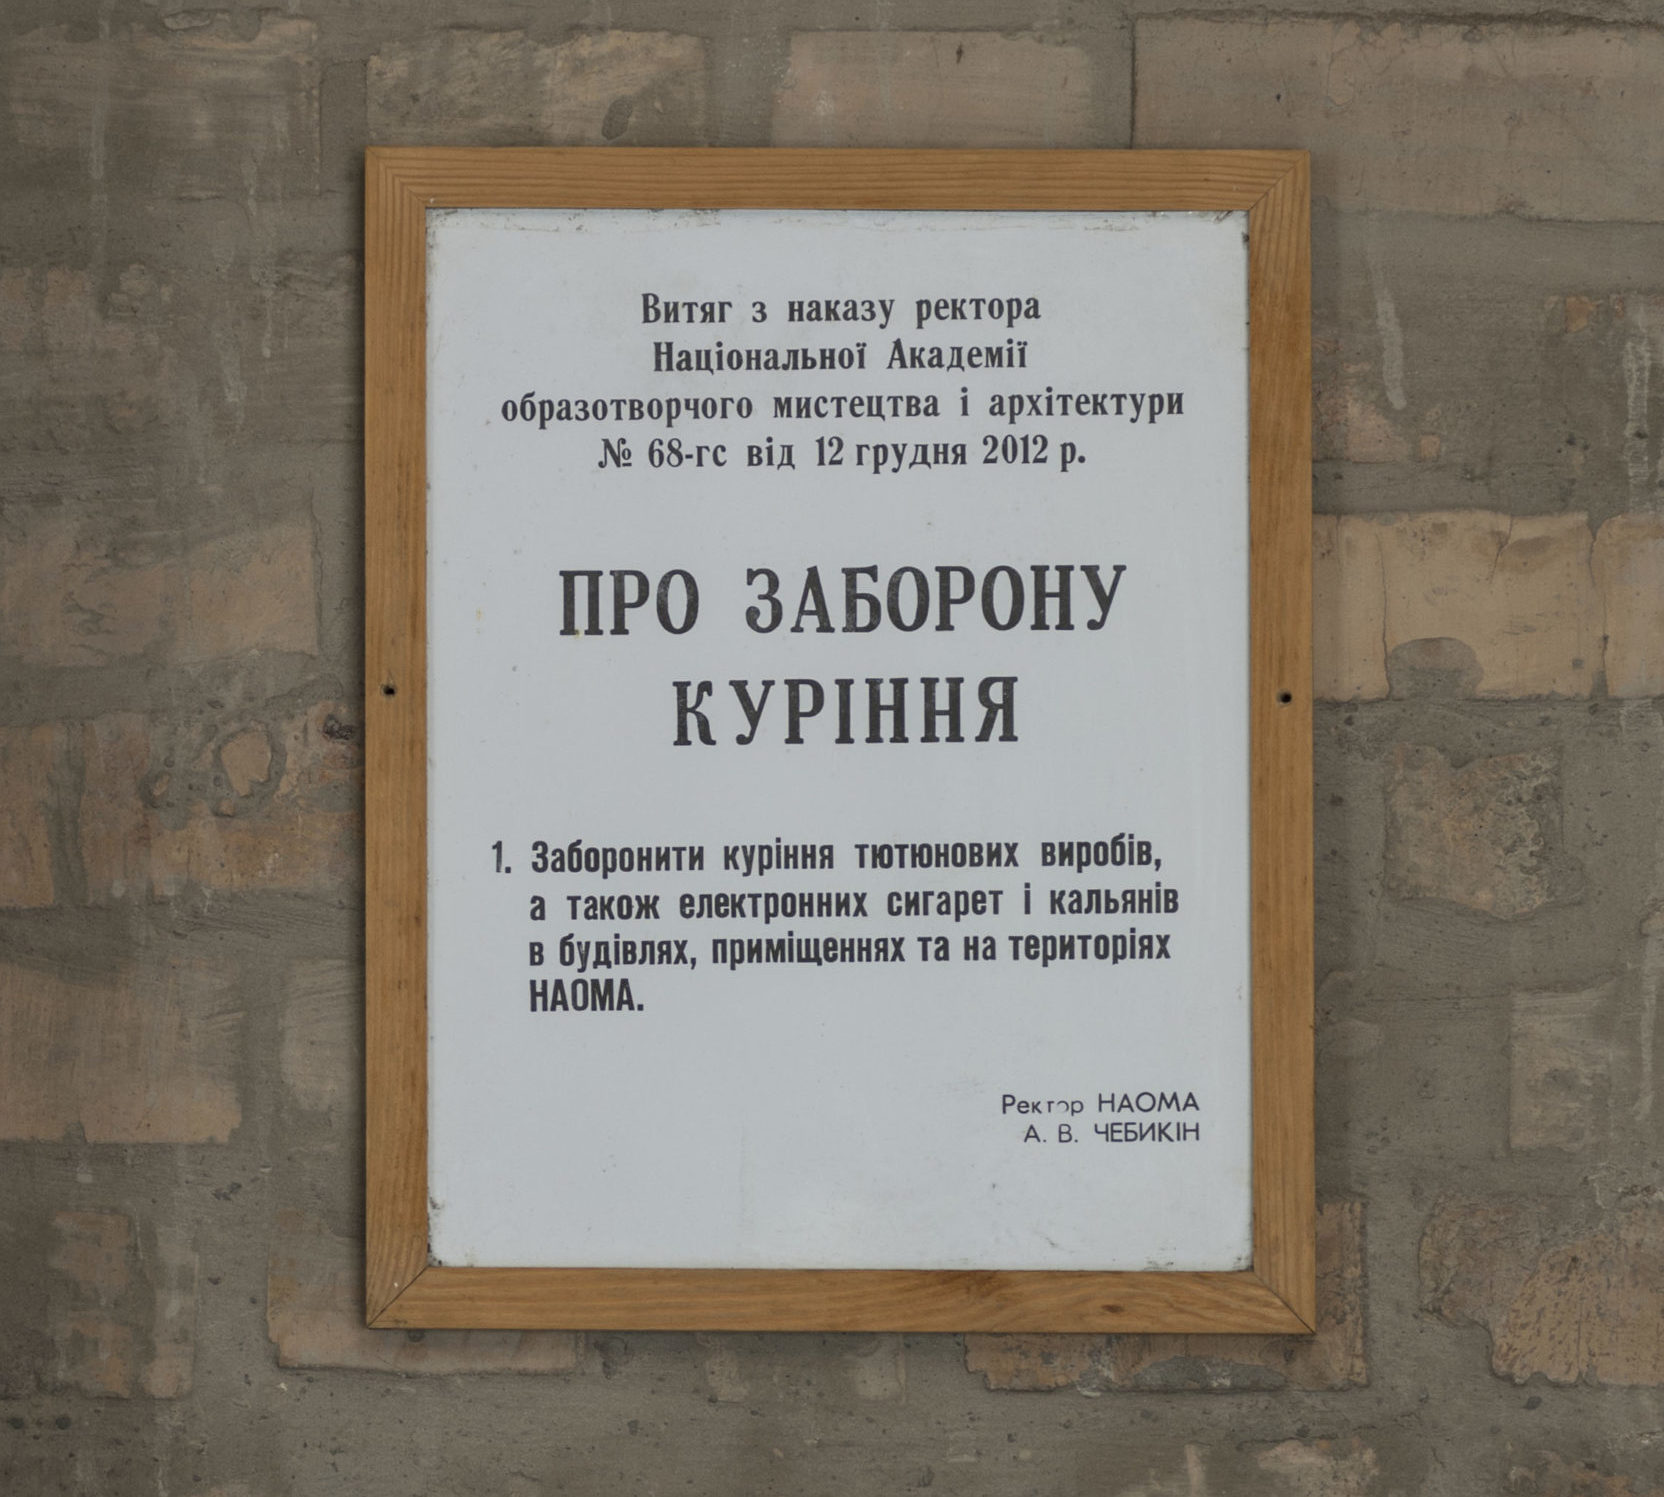 Витяг з наказу ректора
Національної Академії
образотворчого мистецтва і архітектури
№ 68-гс від 12 грудня 2012 р.
ПРО ЗАБОРОНУ
КУРІННЯ
1. Заборонити куріння тютюнових виробів,
а також електронних сигарет і кальянів
в будівлях, приміщеннях та на територіях
НАОМА.
Ректор НАОМА
А. В. ЧЕБИКІН